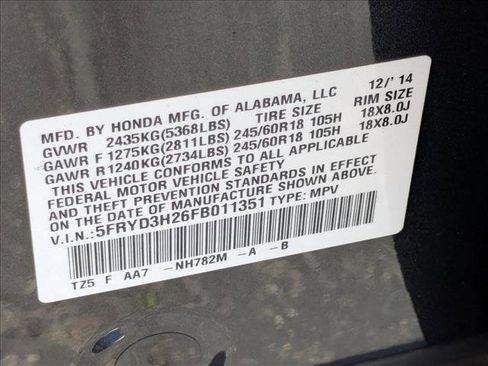 MFD. BY HONDA MFG. OF ALABAMA, LLC 12/'14
GVWR 2435KG(5368LBS) TIRE SIZE RIM SIZE
GAWR F 1275KG(2811LBS) 245/60R18 105H 18X8.0J
GAWR R 1240KG(2734LBS) 245/60R18 105H 18X8.0J
THIS VEHICLE CONFORMS TO ALL APPLICABLE
FEDERAL MOTOR VEHICLE SAFETY, BUMPER,
AND THEFT PREVENTION STANDARDS IN EFFECT
ON THE DATE OF MANUFACTURE SHOWN ABOVE.
V.I.N.:5FRYD3H26FB011351 TYPE: MPV
TZ5 F AA7 -NH782M -A -B